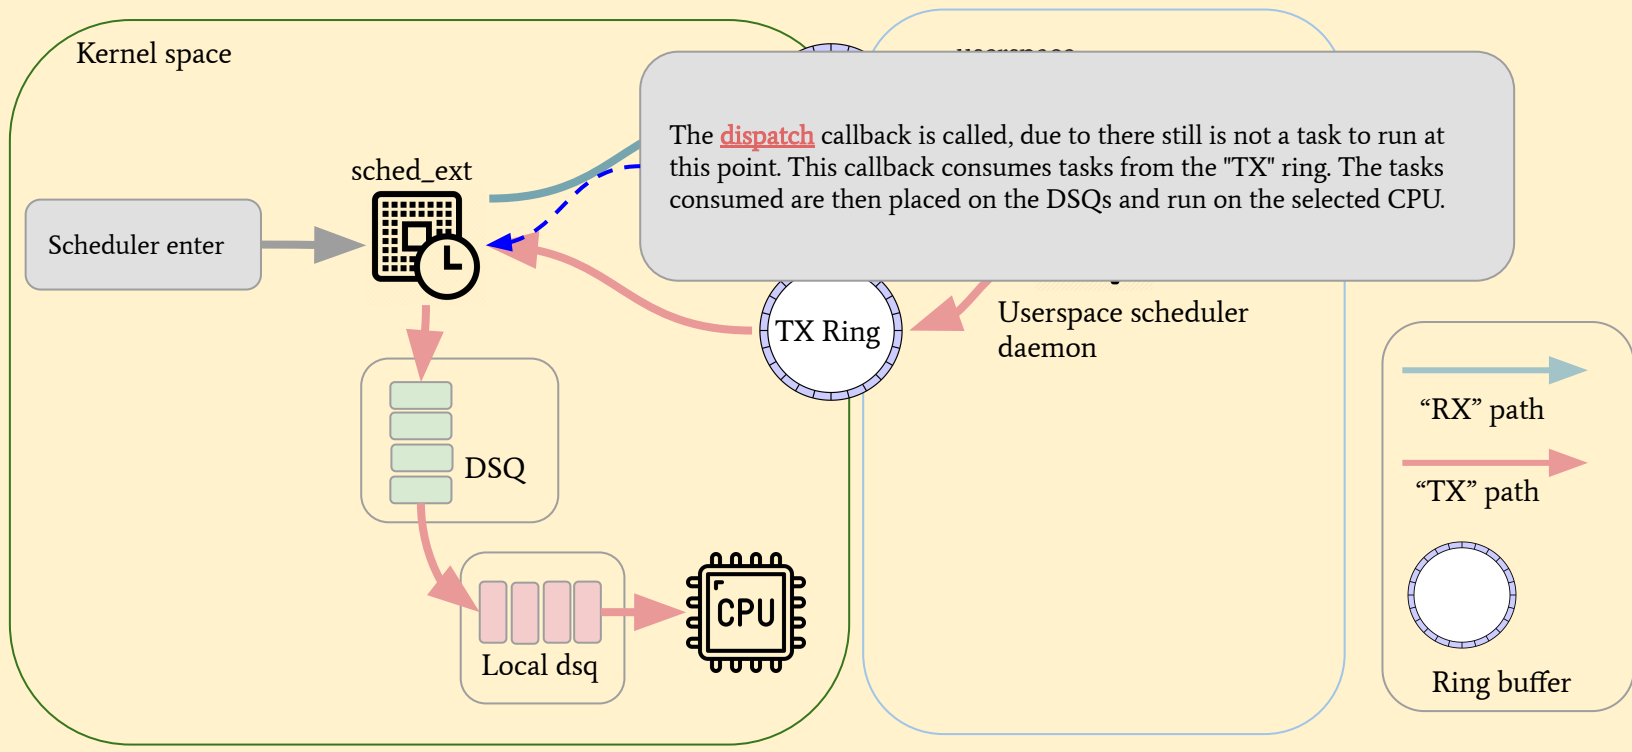 Kernel space
The dispatch callback is called, due to there still is not a task to run at
this point. This callback consumes tasks from the "TX" ring. The tasks
consumed are then placed on the DSQs and run on the selected CPU.
sched_ext
Scheduler enter
TX Ring
Userspace scheduler
daemon
“RX” path
DSQ
“TX” path
CPU
Local dsq
Ring buffer